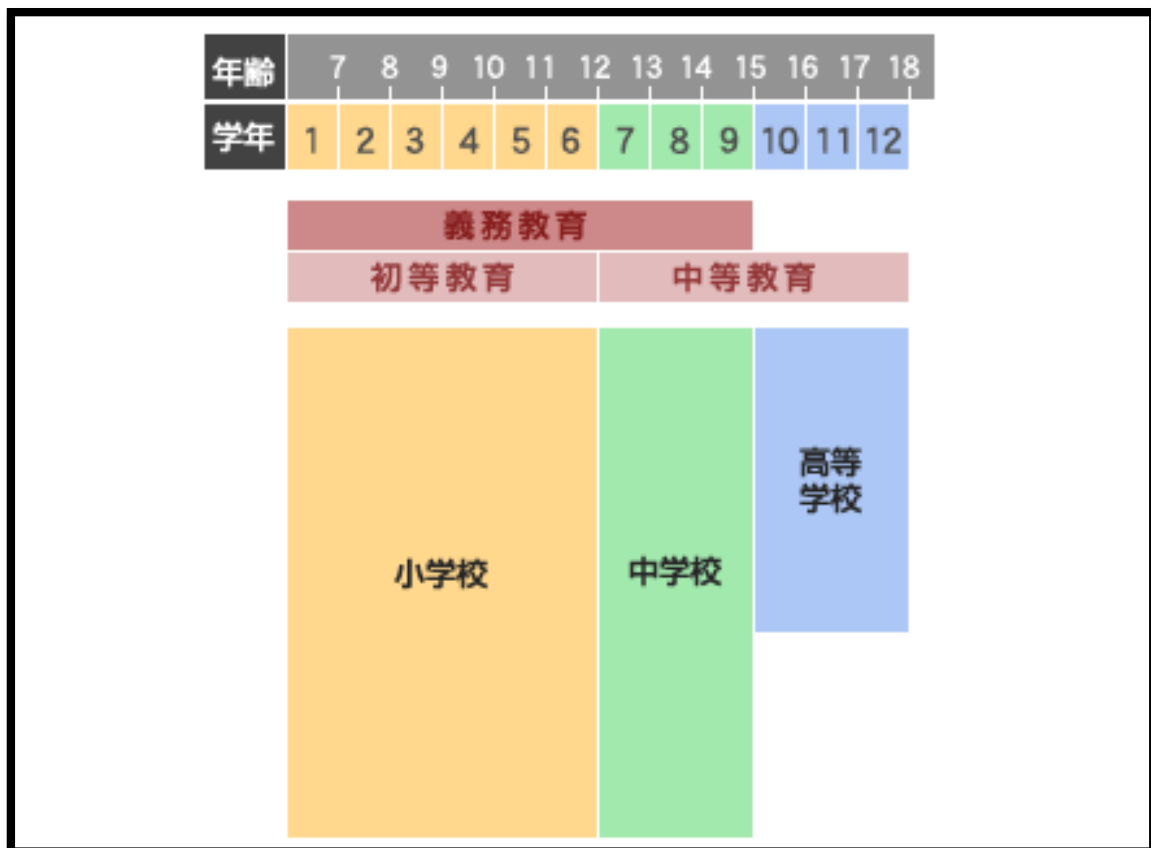 年齢 7 8 9 10 11 12 13 14 15 16 17 18
学年 1 2 3 4 5 6 7 8 9 10 11 12
義務教育
初等教育 中等教育
高等
学校
小学校 中学校